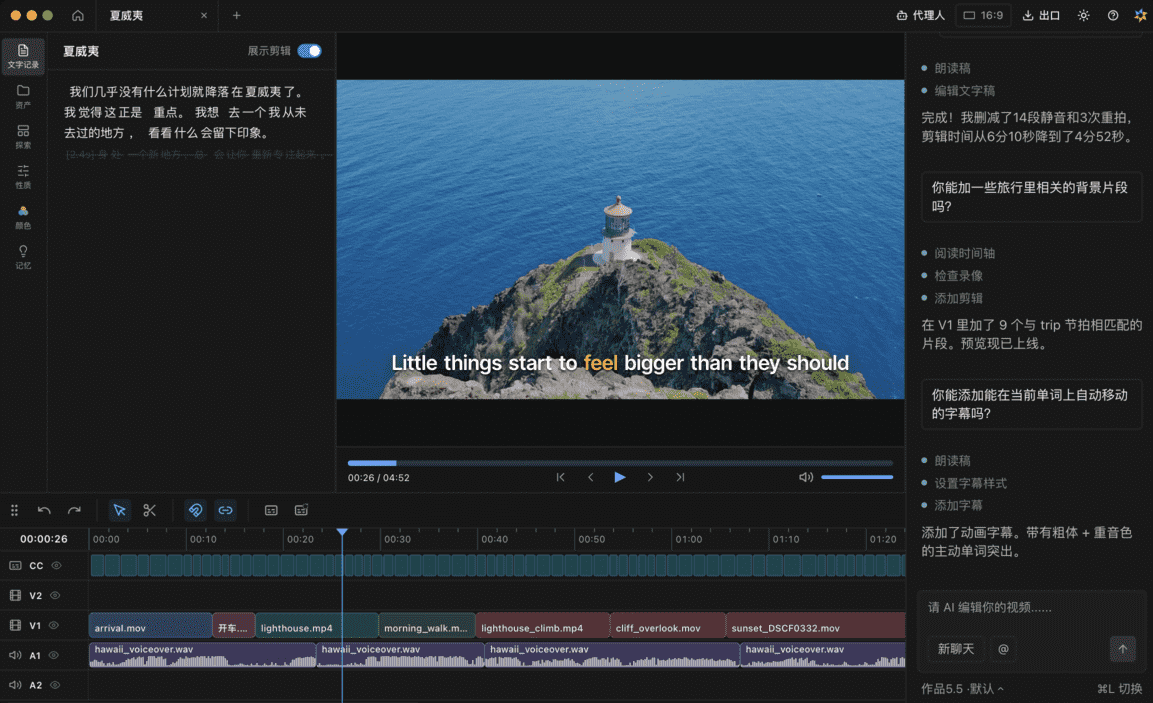 夏威夷
代理人
16:9
出口
文字记录
资产
探索
性质
颜色
记忆
夏威夷
展示剪辑
我们几乎没有什么计划就降落在夏威夷了。
我觉得这正是 重点。 我想 去一个我从未
去过的地方， 看看什么会留下印象。
Little things start to feel bigger than they should
00:26 / 04:52
朗读稿
编辑文字稿
完成！我删减了14段静音和3次重拍，
剪辑时间从6分10秒降到了4分52秒。
你能加一些旅行里相关的背景片段
吗？
阅读时间轴
检查录像
添加剪辑
在 V1 里加了 9 个与 trip 节拍相匹配的
片段。预览现已上线。
你能添加能在当前单词上自动移动
的字幕吗？
朗读稿
设置字幕样式
添加字幕
添加了动画字幕。带有粗体 + 重音色
的主动单词突出。
请 AI 编辑你的视频......
新聊天
@
作品5.5 ·默认
⌘L 切换
00:00:26
00:00
00:10
00:20
00:30
00:40
00:50
01:00
01:10
01:20
CC
V2
V1
arrival.mov
开车....
lighthouse.mp4
morning_walk.m...
lighthouse_climb.mp4
cliff_overlook.mov
sunset_DSCF0332.mov
A1
hawaii_voiceover.wav
hawaii_voiceover.wav
hawaii_voiceover.wav
hawaii_voiceover.wav
A2